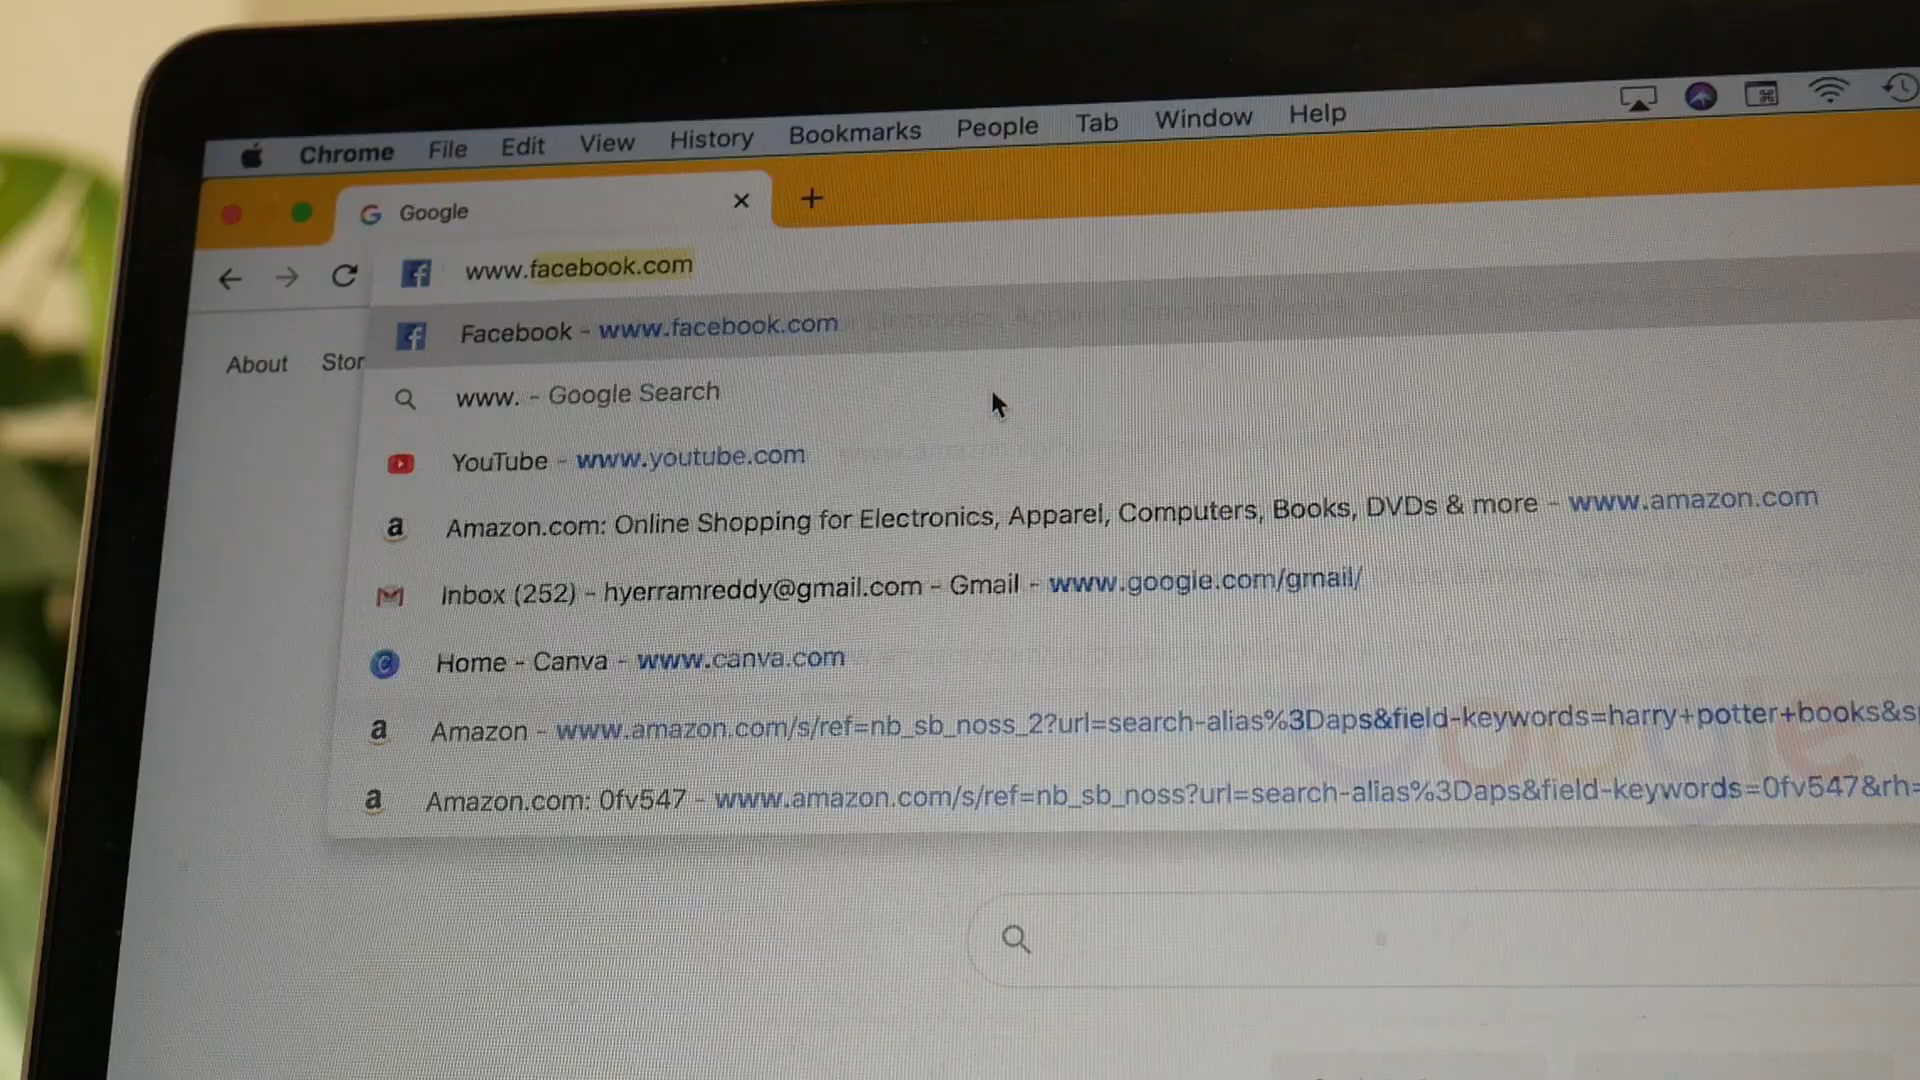 Chrome File Edit View History Bookmarks People Tab Window Help
Google
www.facebook.com
Facebook - www.facebook.com
About Stor
www. - Google Search
YouTube - www.youtube.com
Amazon.com: Online Shopping for Electronics, Apparel, Computers, Books, DVDs & more - www.amazon.com
Inbox (252) - hyerramreddy@gmail.com - Gmail - www.google.com/gmail/
Home - Canva - www.canva.com
Amazon - www.amazon.com/s/ref=nb_sb_noss_2?url=search-alias%3Daps&field-keywords=harry+potter+books&s
Amazon.com: 0fv547 - www.amazon.com/s/ref=nb_sb_noss?url=search-alias%3Daps&field-keywords=0fv547&rh=
Google